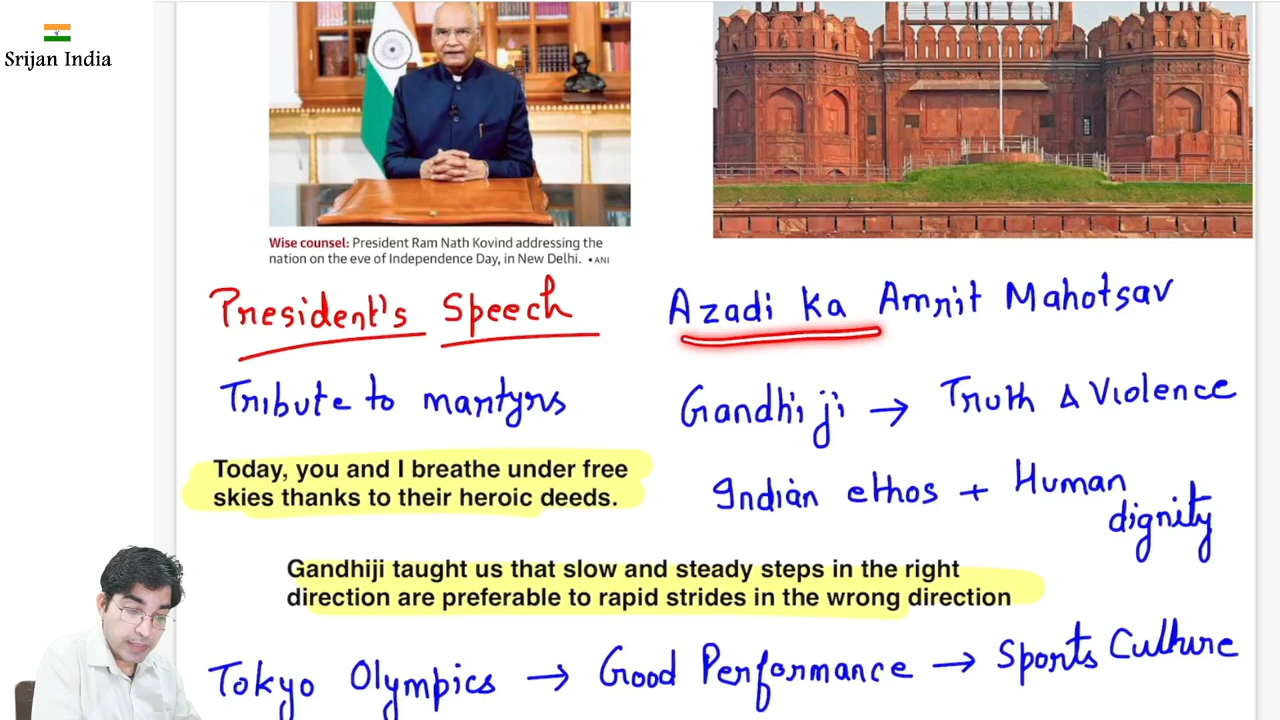 Srijan India
Wise counsel: President Ram Nath Kovind addressing the
nation on the eve of Independence Day, in New Delhi. • ANI
President's Speech
Azadi ka Amrit Mahotsav
Tribute to martyrs
Gandhi ji → Truth Δ Violence
Today, you and I breathe under free
skies thanks to their heroic deeds.
Indian ethos + Human
dignity
Gandhiji taught us that slow and steady steps in the right
direction are preferable to rapid strides in the wrong direction
Tokyo Olympics → Good Performance → Sports Culture